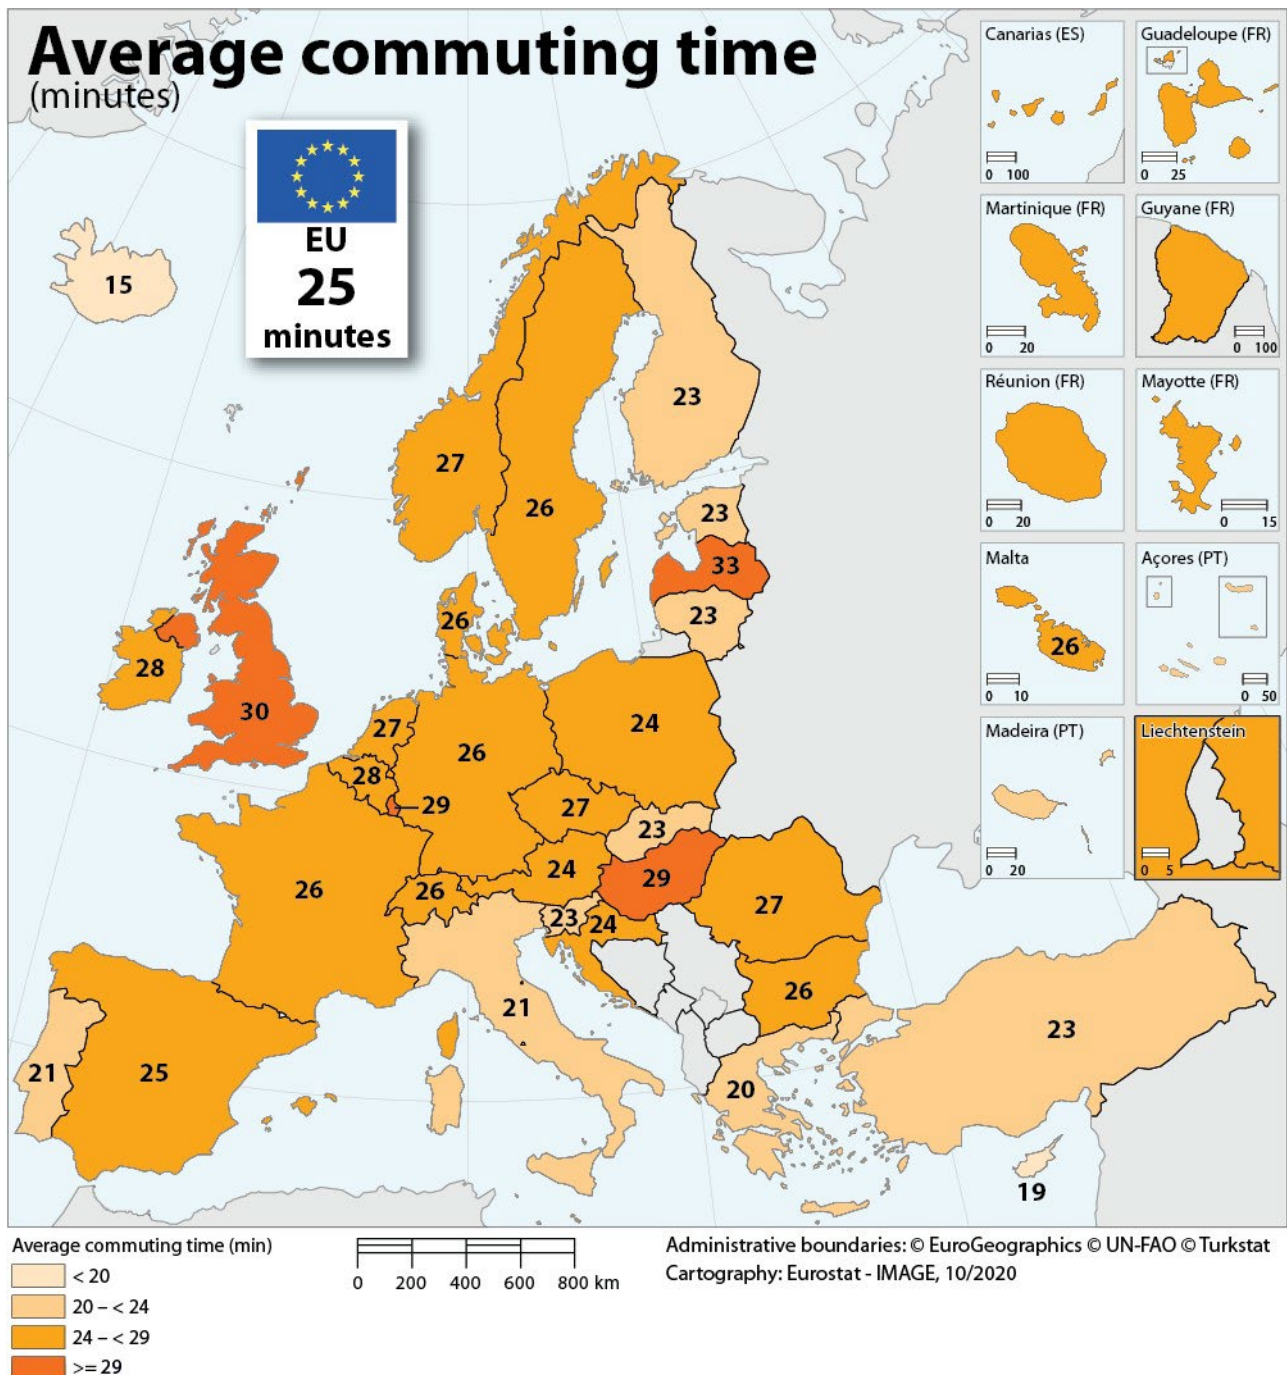 Average commuting time
(minutes)
EU
25
minutes
Canarias (ES)
0 100
Guadeloupe (FR)
0 25
Martinique (FR)
0 20
Guyane (FR)
0 100
Réunion (FR)
0 20
Mayotte (FR)
0 15
Malta
26
0 10
Açores (PT)
0 50
Madeira (PT)
0 20
Liechtenstein
0 5
15
23
27
26
23
33
23
26
28
30
27
24
26
28
29
27
23
24
29
26
26
23
24
27
26
21
21
25
23
20
19
Average commuting time (min)
< 20
20 – < 24
24 – < 29
>= 29
0 200 400 600 800 km
Administrative boundaries: © EuroGeographics © UN-FAO © Turkstat
Cartography: Eurostat - IMAGE, 10/2020